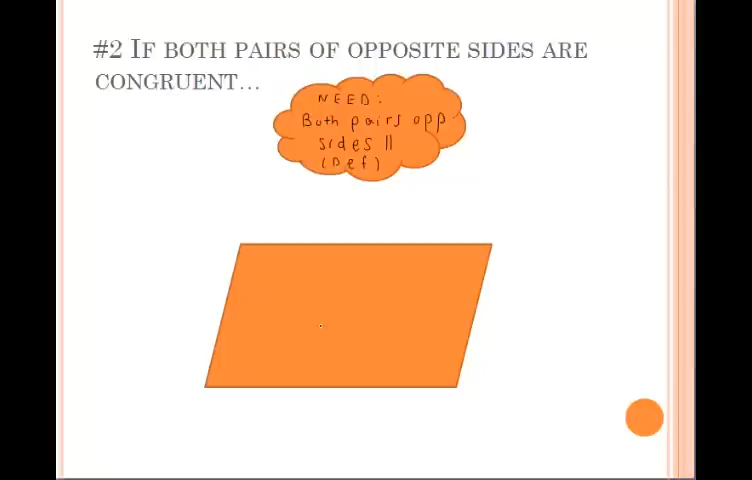 #2 IF BOTH PAIRS OF OPPOSITE SIDES ARE
CONGRUENT...
NEED:
Both pairs opp
sides ||
(Def)